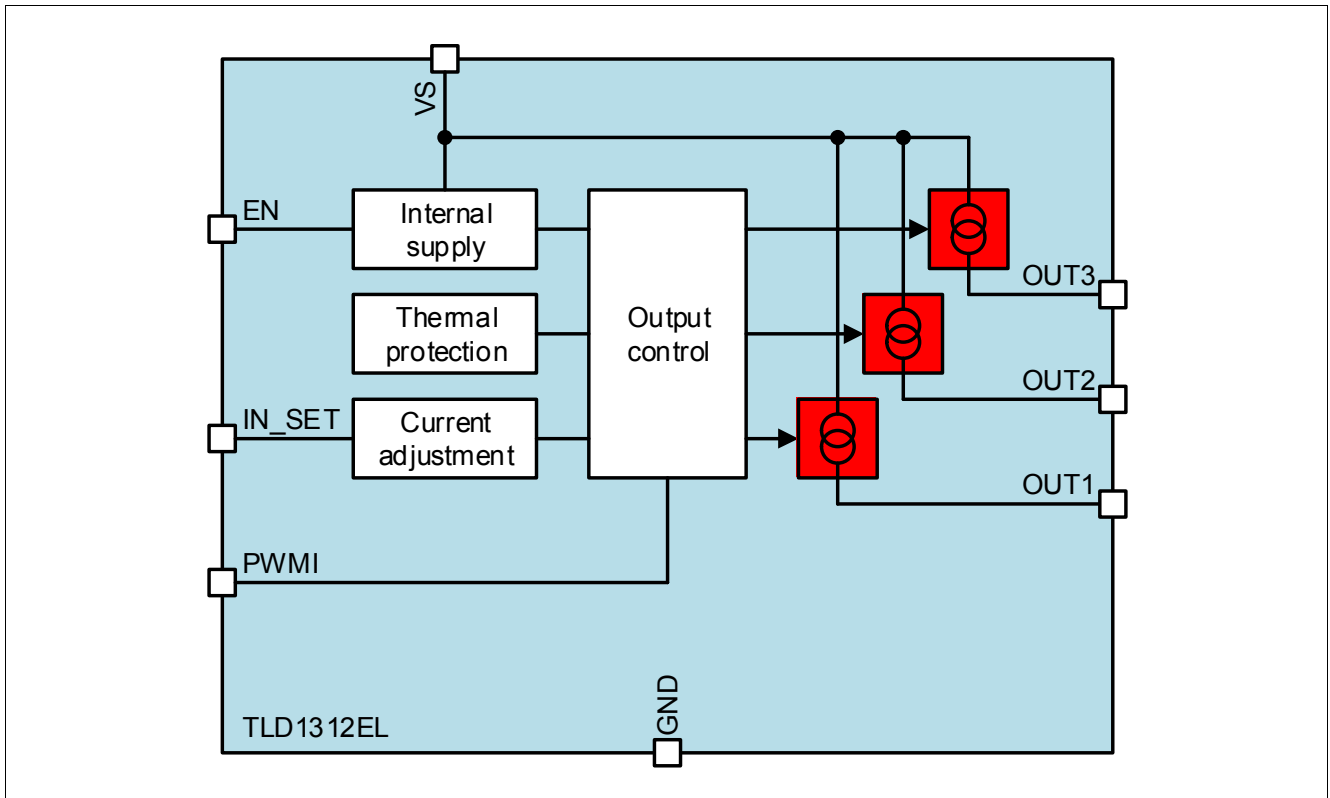 VS
EN
Internal
supply
Thermal
protection
Output
control
OUT3
OUT2
IN_SET
Current
adjustment
OUT1
PWMI
GND
TLD1312EL